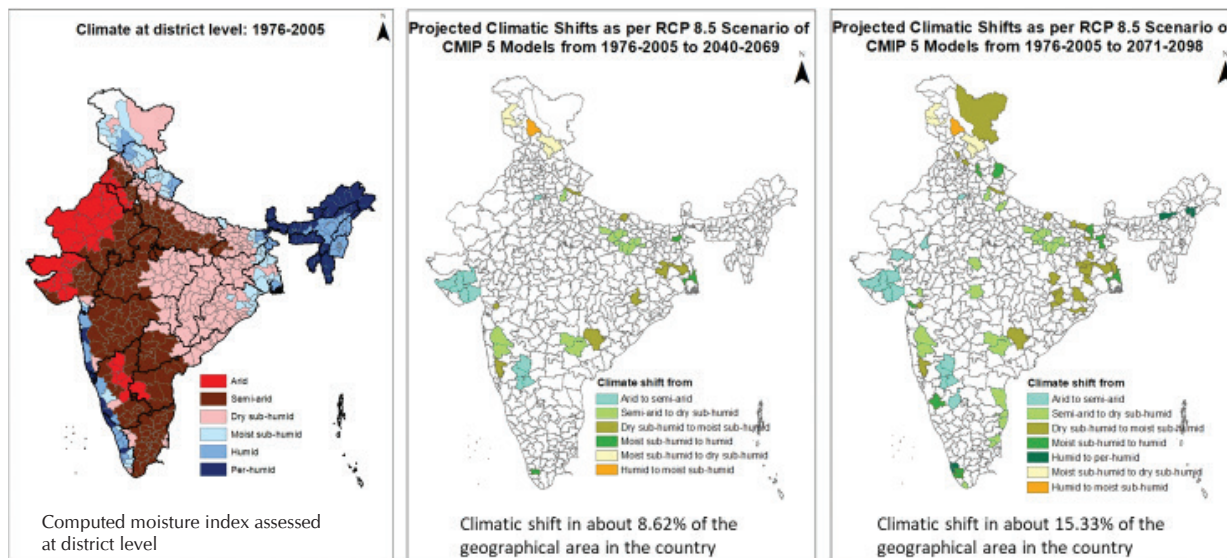 Climate at district level: 1976-2005
N
Arid
Semi-arid
Dry sub-humid
Moist sub-humid
Humid
Per-humid
Computed moisture index assessed
at district level
Projected Climatic Shifts as per RCP 8.5 Scenario of
CMIP 5 Models from 1976-2005 to 2040-2069
N
Climate shift from
Arid to semi-arid
Semi-arid to dry sub-humid
Dry sub-humid to moist sub-humid
Moist sub-humid to humid
Moist sub-humid to dry sub-humid
Humid to moist sub-humid
Climatic shift in about 8.62% of the
geographical area in the country
Projected Climatic Shifts as per RCP 8.5 Scenario of
CMIP 5 Models from 1976-2005 to 2071-2098
N
Climate shift from
Arid to semi-arid
Semi-arid to dry sub-humid
Dry sub-humid to moist sub-humid
Moist sub-humid to humid
Humid to per-humid
Moist sub-humid to dry sub-humid
Humid to moist sub-humid
Climatic shift in about 15.33% of the
geographical area in the country